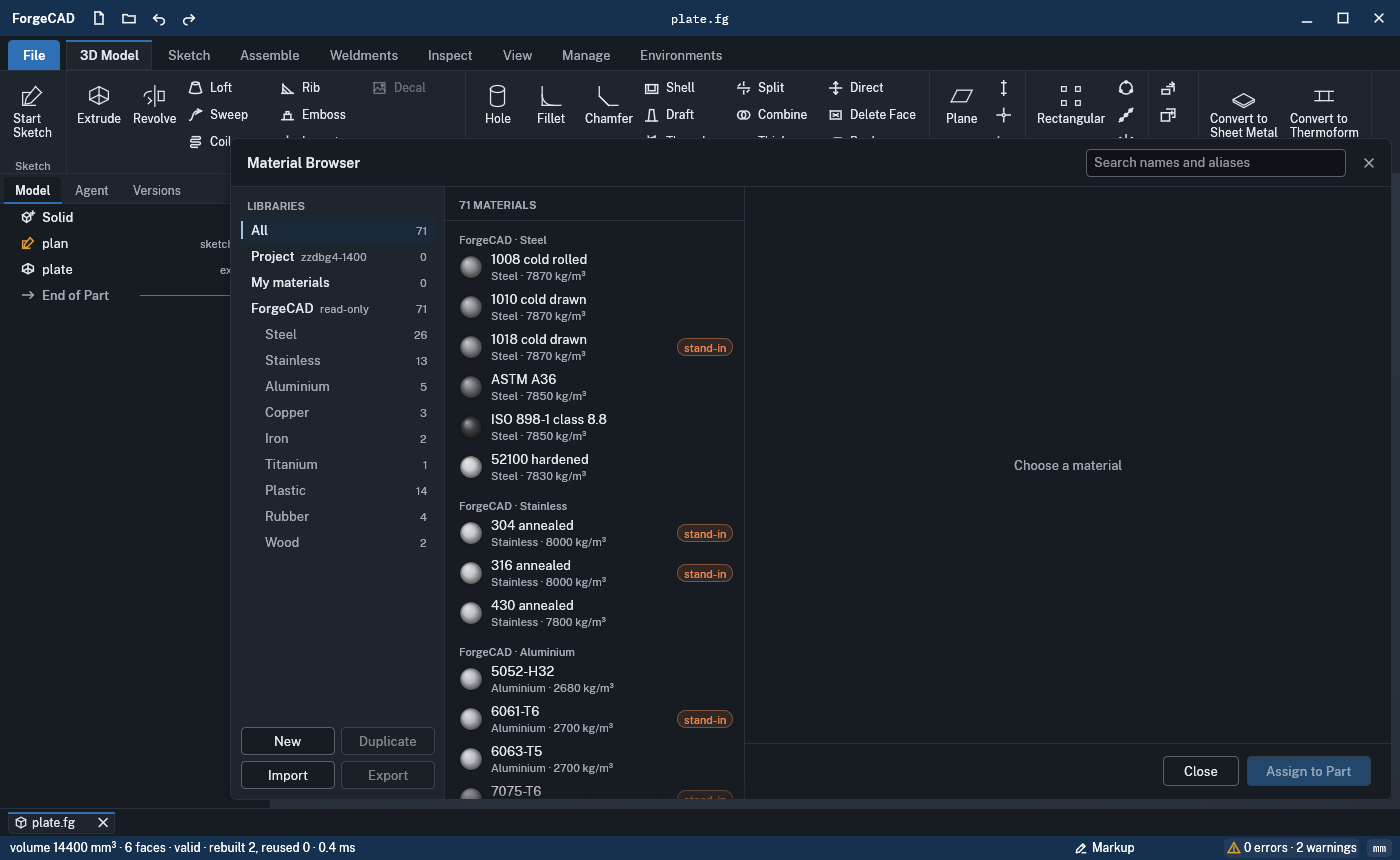 ForgeCAD
plate.fg
File
3D Model
Sketch
Assemble
Weldments
Inspect
View
Manage
Environments
Start Sketch
Extrude
Revolve
Loft
Sweep
Coil
Rib
Emboss
Decal
Hole
Fillet
Chamfer
Shell
Draft
Split
Combine
Direct
Delete Face
Plane
Rectangular
Convert to Sheet Metal
Convert to Thermoform
Sketch
Model
Agent
Versions
Solid
plan
sketch
plate
ex
End of Part
Material Browser
Search names and aliases
LIBRARIES
All 71
Project zzdbg4-1400 0
My materials 0
ForgeCAD read-only 71
Steel 26
Stainless 13
Aluminium 5
Copper 3
Iron 2
Titanium 1
Plastic 14
Rubber 4
Wood 2
New
Duplicate
Import
Export
71 MATERIALS
ForgeCAD · Steel
1008 cold rolled
Steel · 7870 kg/m³
1010 cold drawn
Steel · 7870 kg/m³
1018 cold drawn
Steel · 7870 kg/m³
stand-in
ASTM A36
Steel · 7850 kg/m³
ISO 898-1 class 8.8
Steel · 7850 kg/m³
52100 hardened
Steel · 7830 kg/m³
ForgeCAD · Stainless
304 annealed
Stainless · 8000 kg/m³
stand-in
316 annealed
Stainless · 8000 kg/m³
stand-in
430 annealed
Stainless · 7800 kg/m³
ForgeCAD · Aluminium
5052-H32
Aluminium · 2680 kg/m³
6061-T6
Aluminium · 2700 kg/m³
stand-in
6063-T5
Aluminium · 2700 kg/m³
7075-T6
stand-in
Choose a material
Close
Assign to Part
plate.fg
volume 14400 mm³ · 6 faces · valid · rebuilt 2, reused 0 · 0.4 ms
Markup
0 errors · 2 warnings
mm